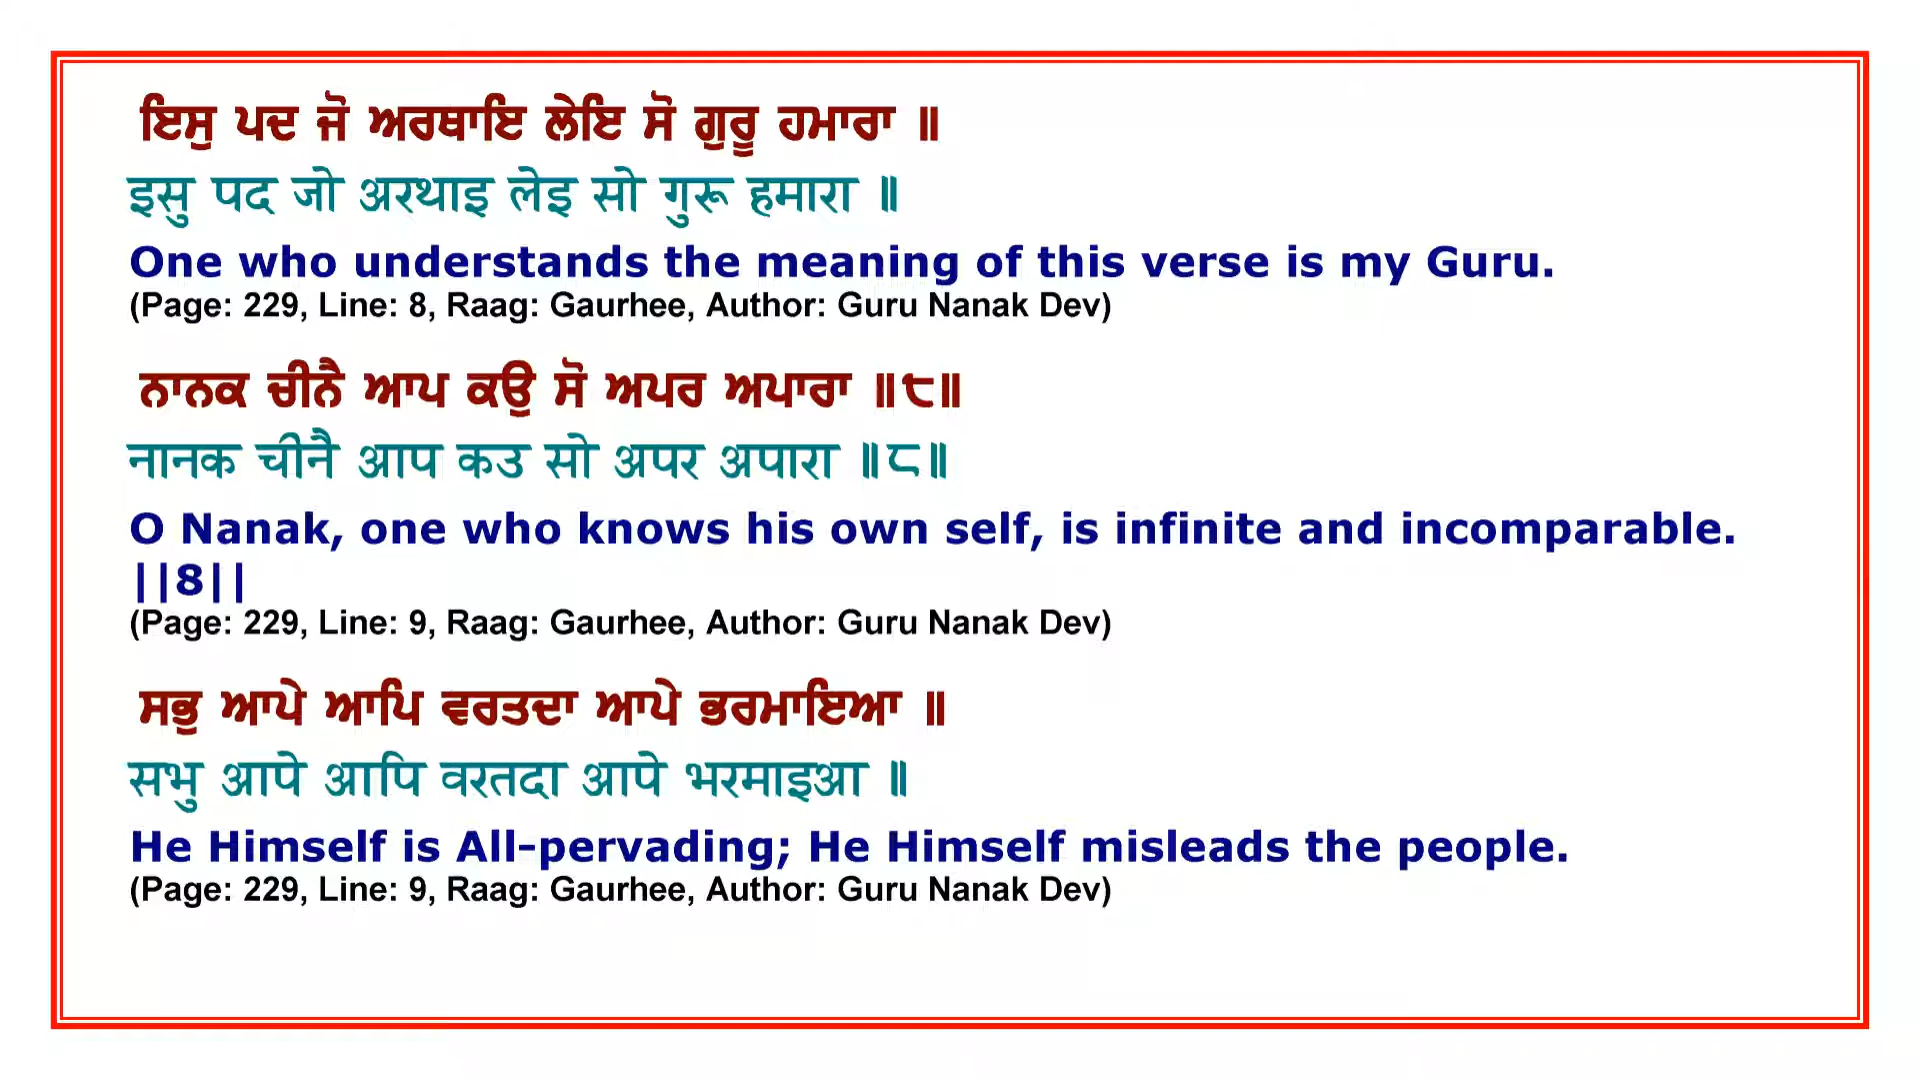 ਇਸੁ ਪਦ ਜੋ ਅਰਥਾਇ ਲੇਇ ਸੋ ਗੁਰੂ ਹਮਾਰਾ ॥
इसु पद जो अरथाइ लेइ सो गुरू हमारा ॥
One who understands the meaning of this verse is my Guru.
(Page: 229, Line: 8, Raag: Gaurhee, Author: Guru Nanak Dev)
ਨਾਨਕ ਚੀਨੈ ਆਪ ਕਉ ਸੋ ਅਪਰ ਅਪਾਰਾ ॥੮॥
नानक चीनै आप कउ सो अपर अपारा ॥८॥
O Nanak, one who knows his own self, is infinite and incomparable.
||8||
(Page: 229, Line: 9, Raag: Gaurhee, Author: Guru Nanak Dev)
ਸਭੁ ਆਪੇ ਆਪਿ ਵਰਤਦਾ ਆਪੇ ਭਰਮਾਇਆ ॥
सभु आपे आपि वरतदा आपे भरमाइआ ॥
He Himself is All-pervading; He Himself misleads the people.
(Page: 229, Line: 9, Raag: Gaurhee, Author: Guru Nanak Dev)